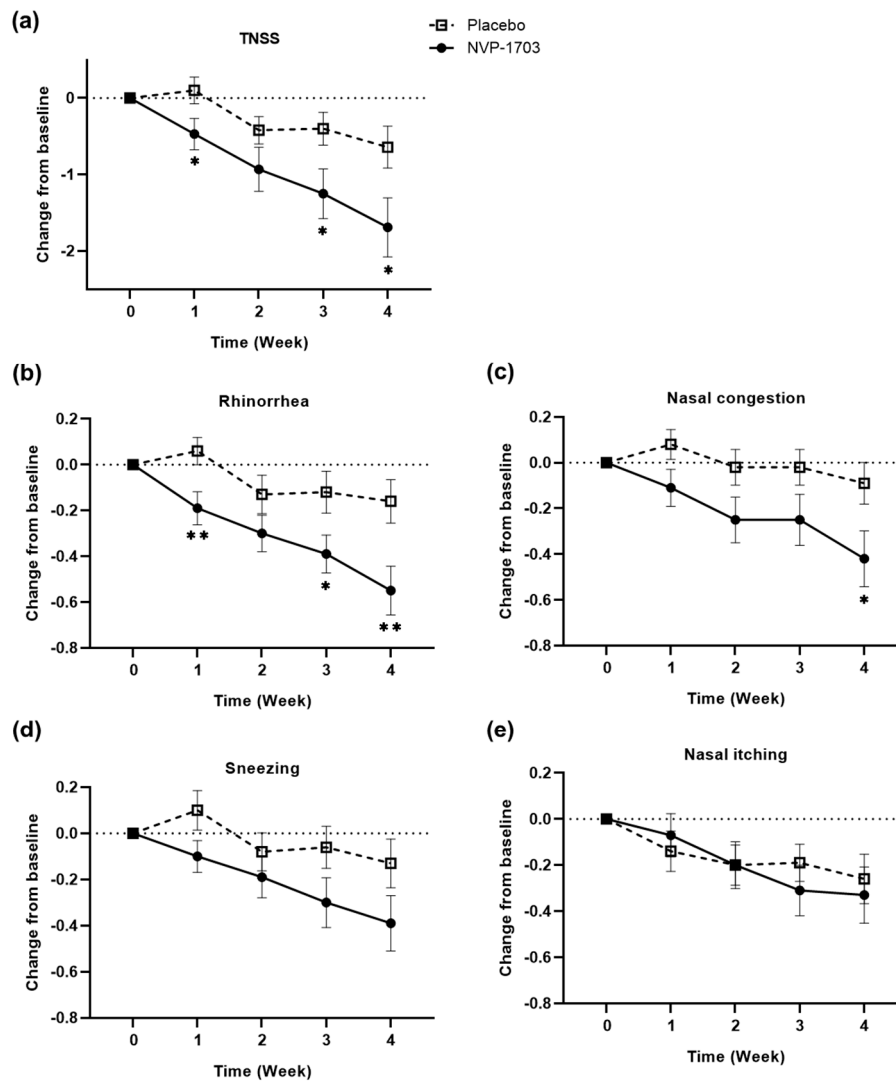 (a)
TNSS
Placebo
NVP-1703
Change from baseline
0
-1
-2
*
*
*
0 1 2 3 4
Time (Week)
(b)
Rhinorrhea
Change from baseline
0.2
0.0
-0.2
-0.4
-0.6
-0.8
**
*
**
0 1 2 3 4
Time (Week)
(c)
Nasal congestion
Change from baseline
0.2
0.0
-0.2
-0.4
-0.6
-0.8
*
0 1 2 3 4
Time (Week)
(d)
Sneezing
Change from baseline
0.2
0.0
-0.2
-0.4
-0.6
-0.8
0 1 2 3 4
Time (Week)
(e)
Nasal itching
Change from baseline
0.2
0.0
-0.2
-0.4
-0.6
-0.8
0 1 2 3 4
Time (Week)